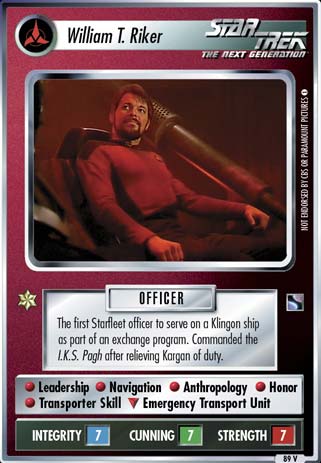 William T. Riker
STAR TREK
THE NEXT GENERATION
NOT ENDORSED BY CBS OR PARAMOUNT PICTURES
OFFICER
The first Starfleet officer to serve on a Klingon ship
as part of an exchange program. Commanded the
I.K.S. Pagh after relieving Kargan of duty.
Leadership Navigation Anthropology Honor
Transporter Skill Emergency Transport Unit
INTEGRITY 7 CUNNING 7 STRENGTH 7
89 V